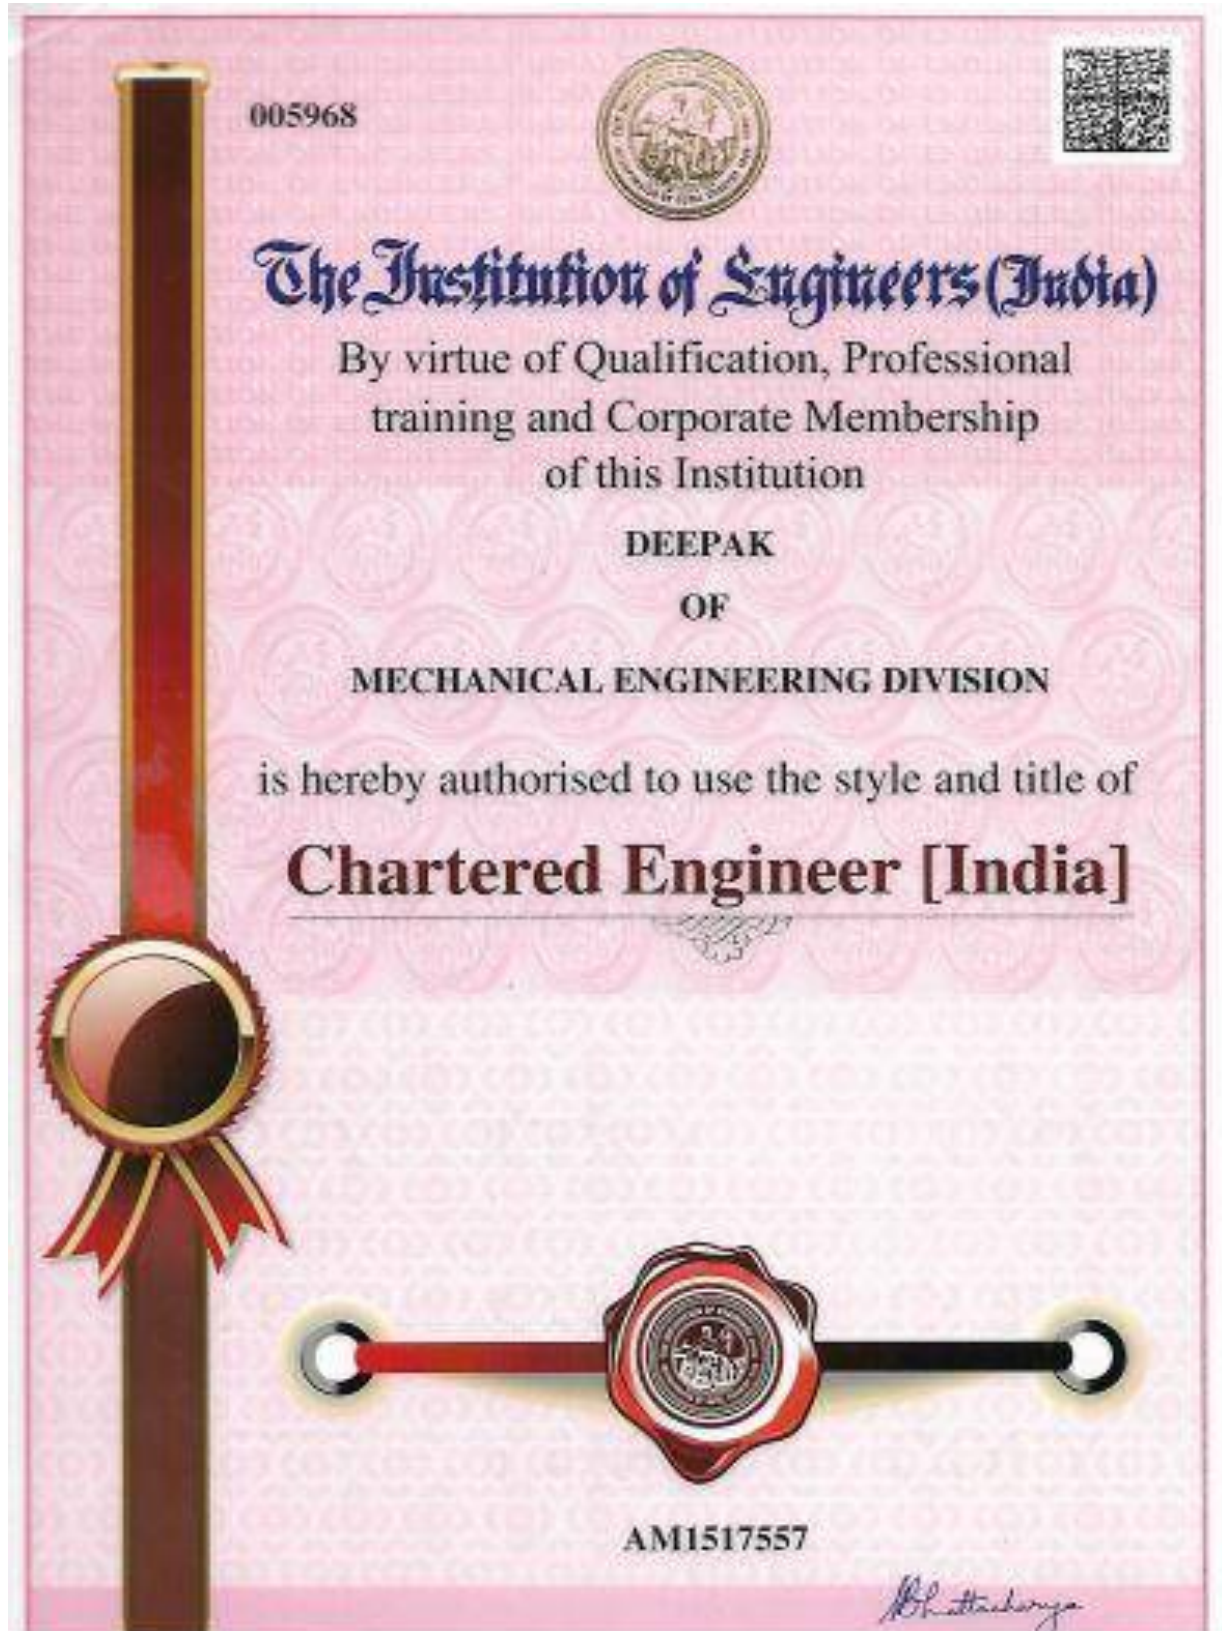 005968
The Institution of Engineers (India)
By virtue of Qualification, Professional
training and Corporate Membership
of this Institution
DEEPAK
OF
MECHANICAL ENGINEERING DIVISION
is hereby authorised to use the style and title of
Chartered Engineer [India]
AM1517557